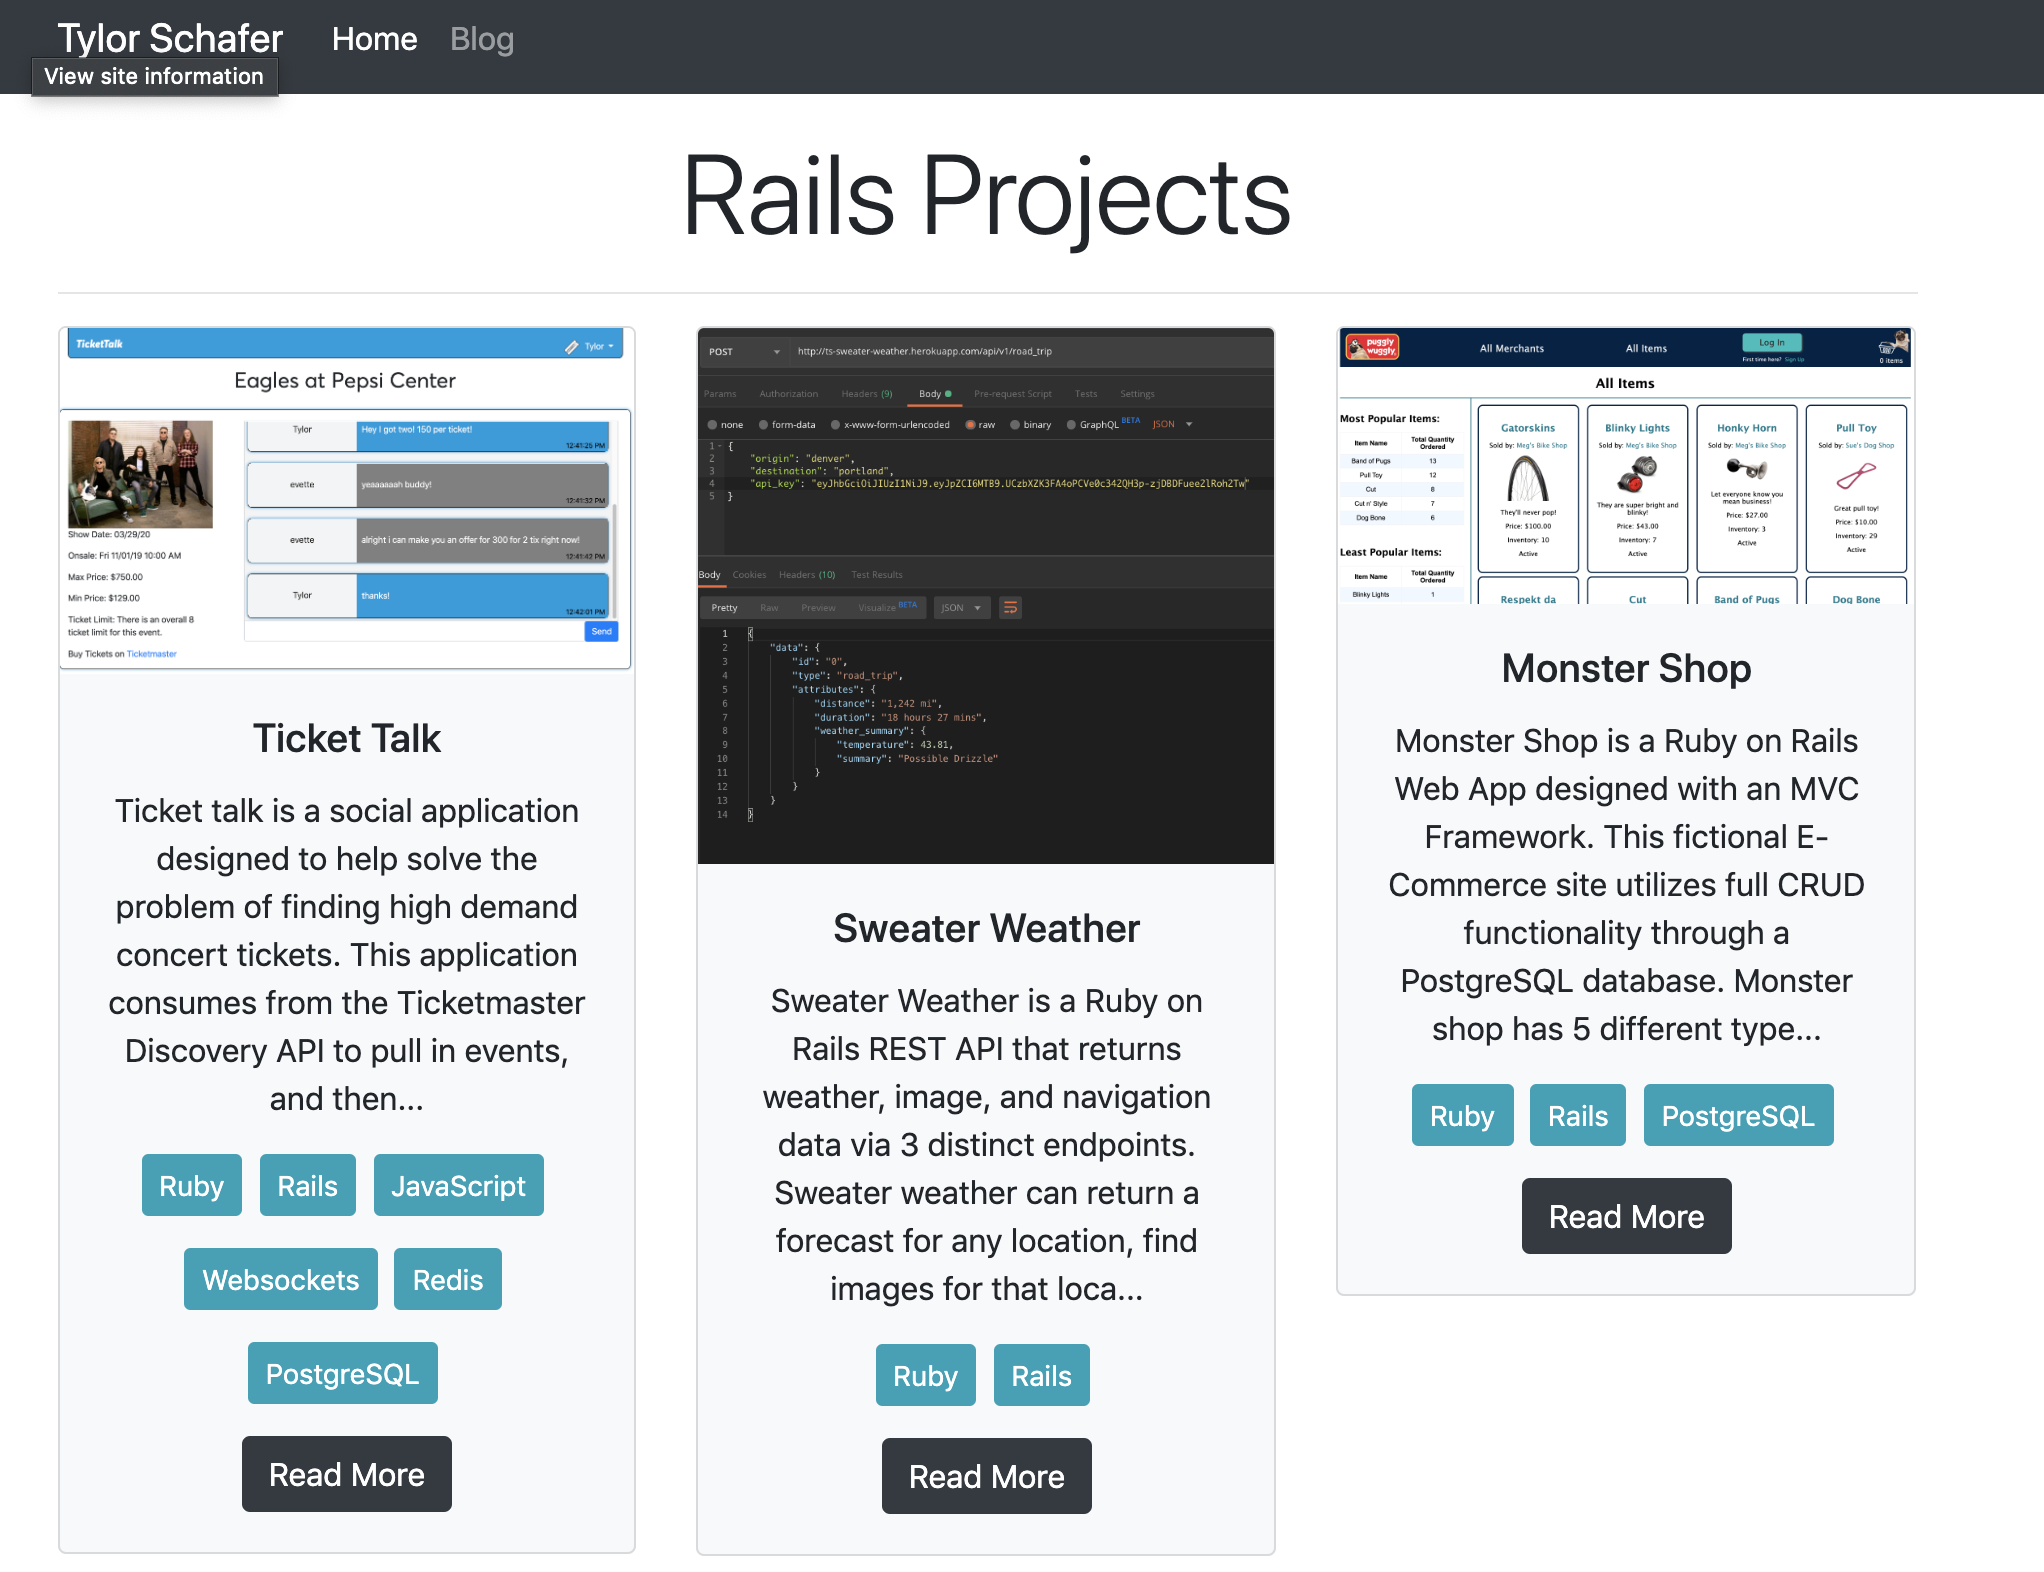 Tylor Schafer Home Blog
View site information
Rails Projects
TicketTalk
Tylor
Eagles at Pepsi Center
Tylor
Hey I got two! 150 per ticket!
12:41:25 PM
evette
yeaaaaaah buddy!
12:41:32 PM
evette
alright i can make you an offer for 300 for 2 tix right now!
12:41:42 PM
Tylor
thanks!
12:42:01 PM
Send
Show Date: 03/29/20
Onsale: Fri 11/01/19 10:00 AM
Max Price: $750.00
Min Price: $129.00
Ticket Limit: There is an overall 8
ticket limit for this event.
Buy Tickets on Ticketmaster
Ticket Talk
Ticket talk is a social application
designed to help solve the
problem of finding high demand
concert tickets. This application
consumes from the Ticketmaster
Discovery API to pull in events,
and then...
Ruby Rails JavaScript
Websockets Redis
PostgreSQL
Read More
POST http://ts-sweater-weather.herokuapp.com/api/v1/road_trip
Params Authorization Headers (9) Body Pre-request Script Tests Settings
none form-data x-www-form-urlencoded raw binary GraphQL BETA JSON
1 {
2 "origin": "denver",
3 "destination": "portland",
4 "api_key":
5 }
Body Cookies Headers (10) Test Results
Pretty Raw Preview Visualize BETA JSON
1 {
2 "data": {
3 "id": "0",
4 "type": "road_trip",
5 "attributes": {
6 "distance": "1,242 mi",
7 "duration": "18 hours 27 mins",
8 "weather_summary": {
9 "temperature": 43.81,
10 "summary": "Possible Drizzle"
11 }
12 }
13 }
14 }
Sweater Weather
Sweater Weather is a Ruby on
Rails REST API that returns
weather, image, and navigation
data via 3 distinct endpoints.
Sweater weather can return a
forecast for any location, find
images for that loca...
Ruby Rails
Read More
puggly
wuggly
All Merchants All Items Log In
First time here? Sign Up
0 items
All Items
Most Popular Items:
Item Name Total Quantity
Ordered
Band of Pugs 13
Pull Toy 12
Cut 8
Cut n' Style 7
Dog Bone 6
Least Popular Items:
Item Name Total Quantity
Ordered
Blinky Lights 1
Gatorskins
Sold by: Meg's Bike Shop
They'll never pop!
Price: $100.00
Inventory: 10
Active
Blinky Lights
Sold by: Meg's Bike Shop
They are super bright and
blinky!
Price: $43.00
Inventory: 7
Active
Honky Horn
Sold by: Meg's Bike Shop
Let everyone know you
mean business!
Price: $27.00
Inventory: 3
Active
Pull Toy
Sold by: Sue's Dog Shop
Great pull toy!
Price: $10.00
Inventory: 29
Active
Respekt da Cut Band of Pugs Dog Bone
Monster Shop
Monster Shop is a Ruby on Rails
Web App designed with an MVC
Framework. This fictional E-
Commerce site utilizes full CRUD
functionality through a
PostgreSQL database. Monster
shop has 5 different type...
Ruby Rails PostgreSQL
Read More